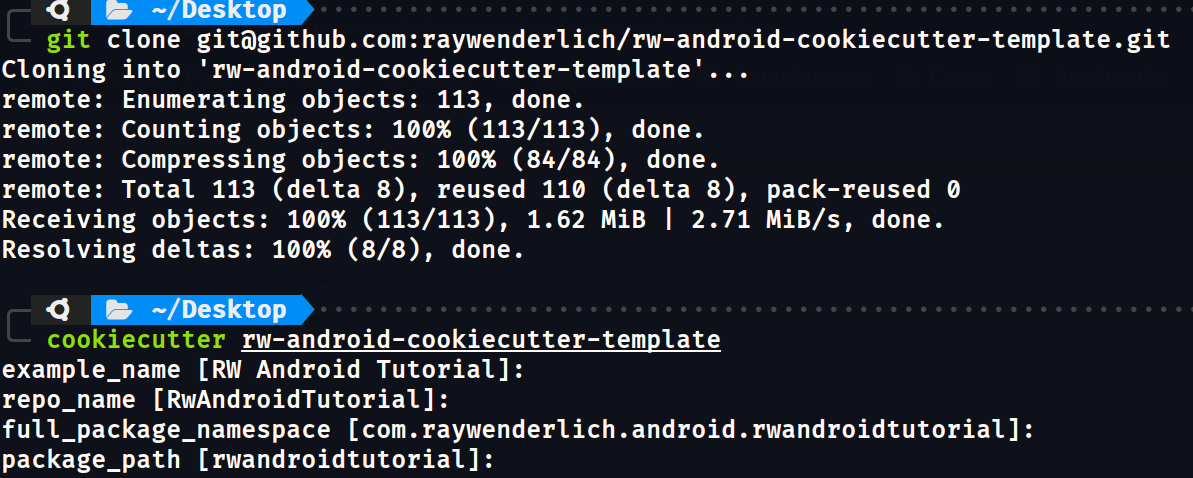 ~/Desktop
git clone git@github.com:raywenderlich/rw-android-cookiecutter-template.git
Cloning into 'rw-android-cookiecutter-template'...
remote: Enumerating objects: 113, done.
remote: Counting objects: 100% (113/113), done.
remote: Compressing objects: 100% (84/84), done.
remote: Total 113 (delta 8), reused 110 (delta 8), pack-reused 0
Receiving objects: 100% (113/113), 1.62 MiB | 2.71 MiB/s, done.
Resolving deltas: 100% (8/8), done.
~/Desktop
cookiecutter rw-android-cookiecutter-template
example_name [RW Android Tutorial]:
repo_name [RwAndroidTutorial]:
full_package_namespace [com.raywenderlich.android.rwandroidtutorial]:
package_path [rwandroidtutorial]: